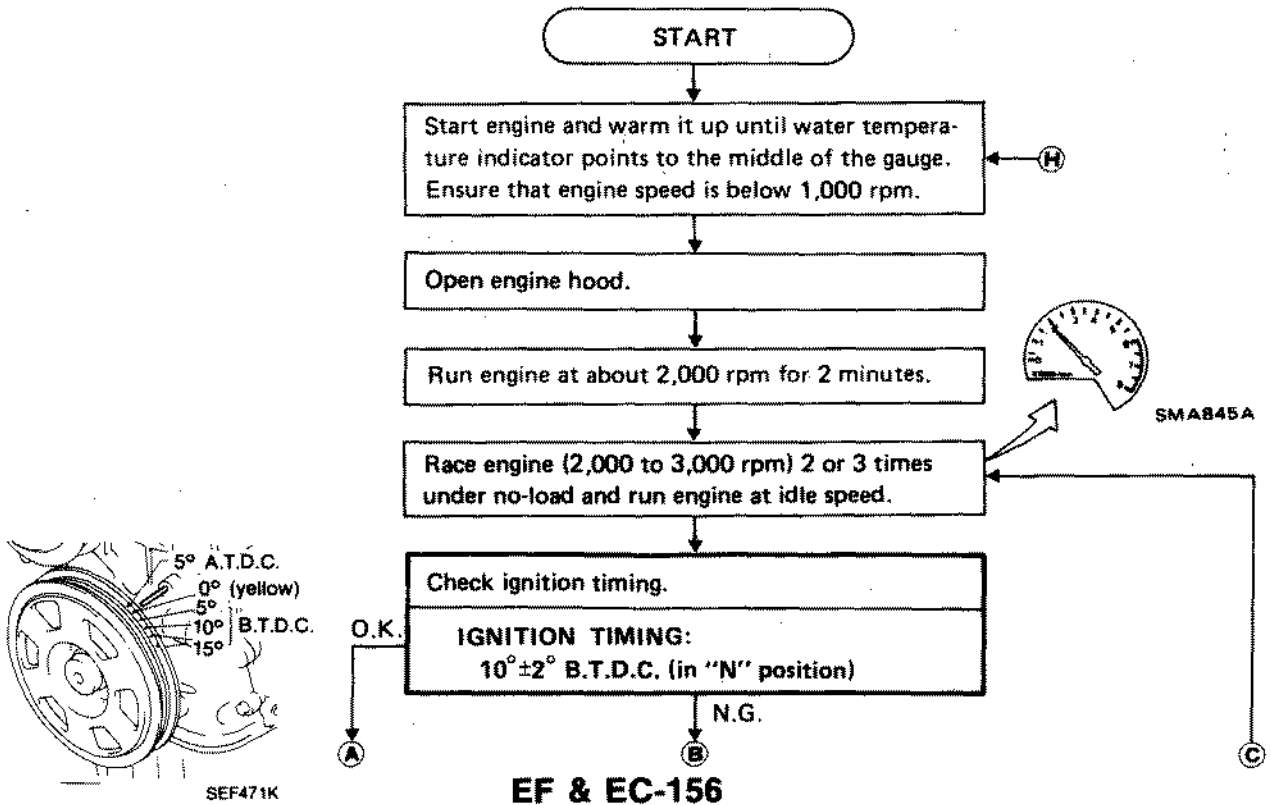 START
Start engine and warm it up until water tempera-
ture indicator points to the middle of the gauge.
Ensure that engine speed is below 1,000 rpm.
H
Open engine hood.
Run engine at about 2,000 rpm for 2 minutes.
SMA845A
Race engine (2,000 to 3,000 rpm) 2 or 3 times
under no-load and run engine at idle speed.
5° A.T.D.C.
0° (yellow)
5°
10° B.T.D.C.
15°
SEF471K
Check ignition timing.
O.K.
IGNITION TIMING:
10°±2° B.T.D.C. (in "N" position)
N.G.
A
B
C
EF & EC-156